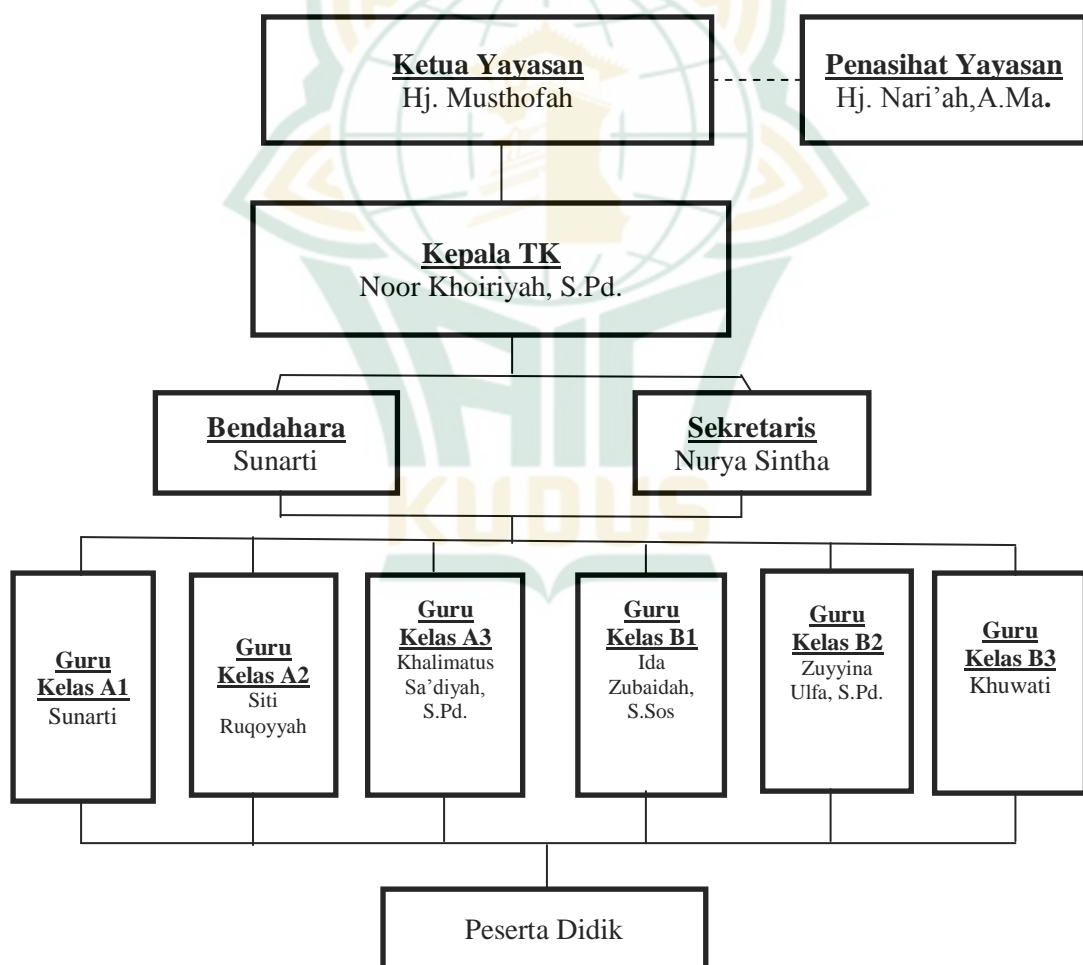 Ketua Yayasan
Hj. Musthofah
Penasihat Yayasan
Hj. Nari’ah,A.Ma.
Kepala TK
Noor Khoiriyah, S.Pd.
Bendahara
Sunarti
Sekretaris
Nurya Sintha
KUDUS
Guru
Kelas A1
Sunarti
Guru
Kelas A2
Siti
Ruqoyyah
Guru
Kelas A3
Khalimatus
Sa’diyah,
S.Pd.
Guru
Kelas B1
Ida
Zubaidah,
S.Sos
Guru
Kelas B2
Zuyyina
Ulfa, S.Pd.
Guru
Kelas B3
Khuwati
Peserta Didik